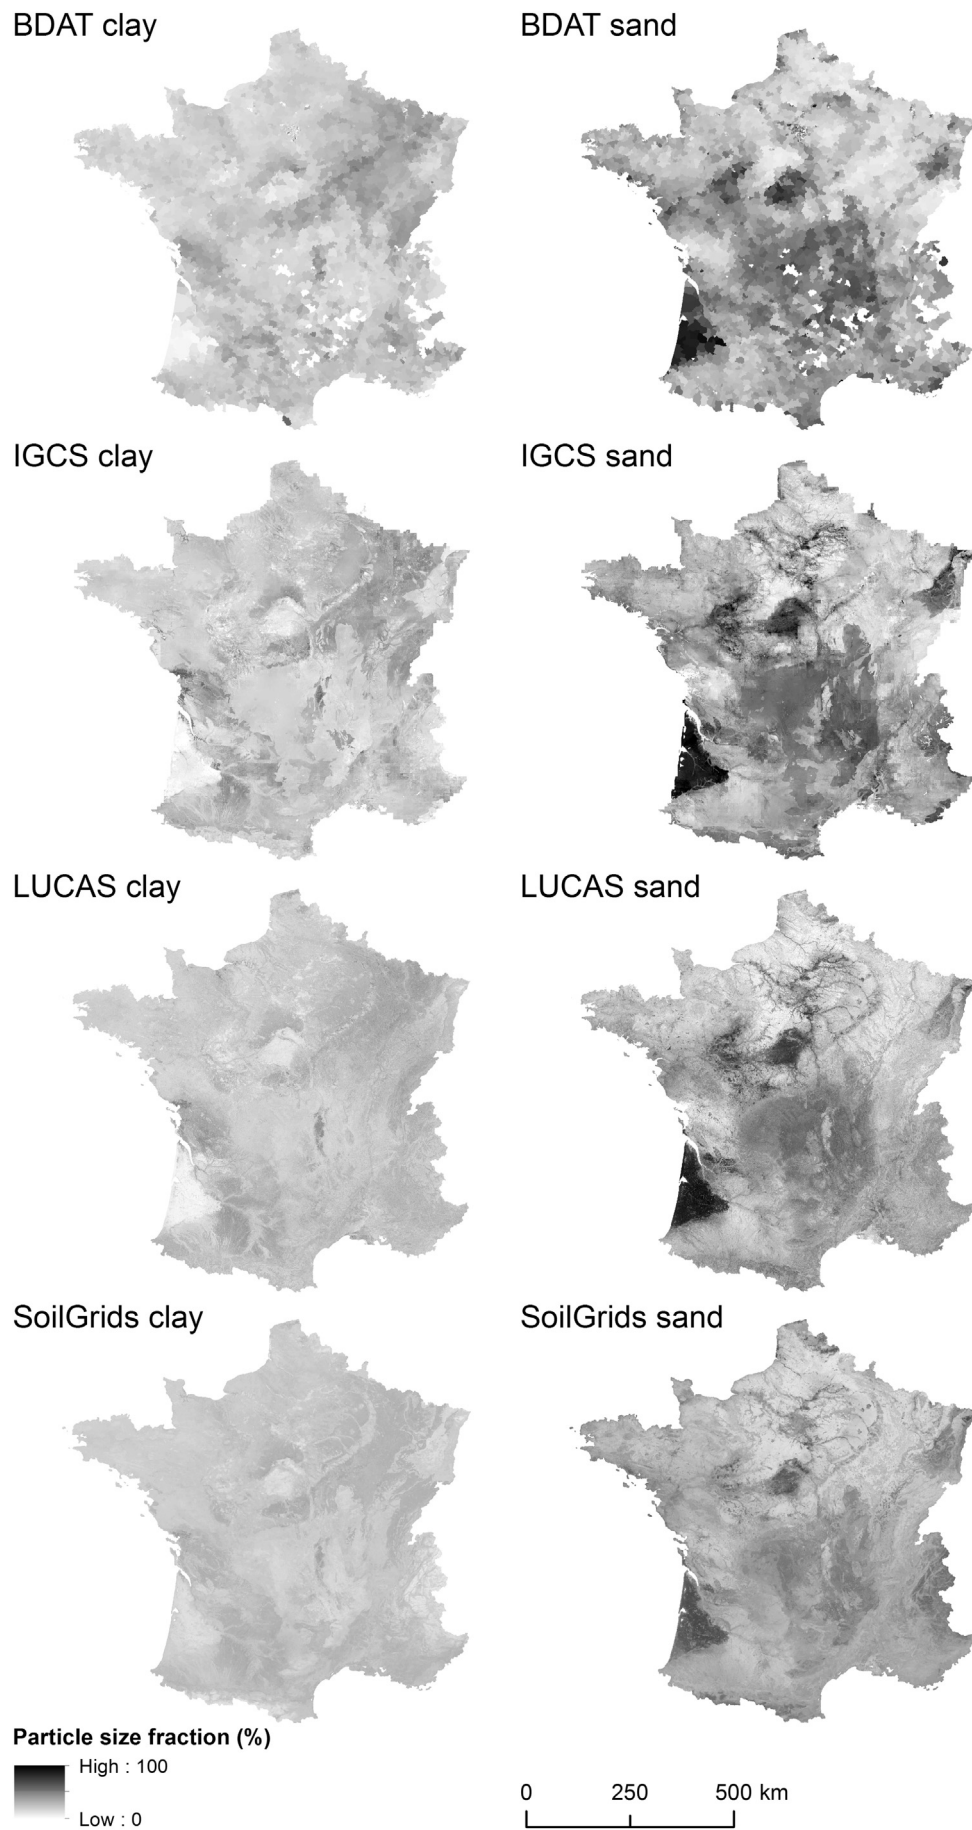 BDAT clay
BDAT sand
IGCS clay
IGCS sand
LUCAS clay
LUCAS sand
SoilGrids clay
SoilGrids sand
Particle size fraction (%)
High : 100
Low : 0
0 250 500 km